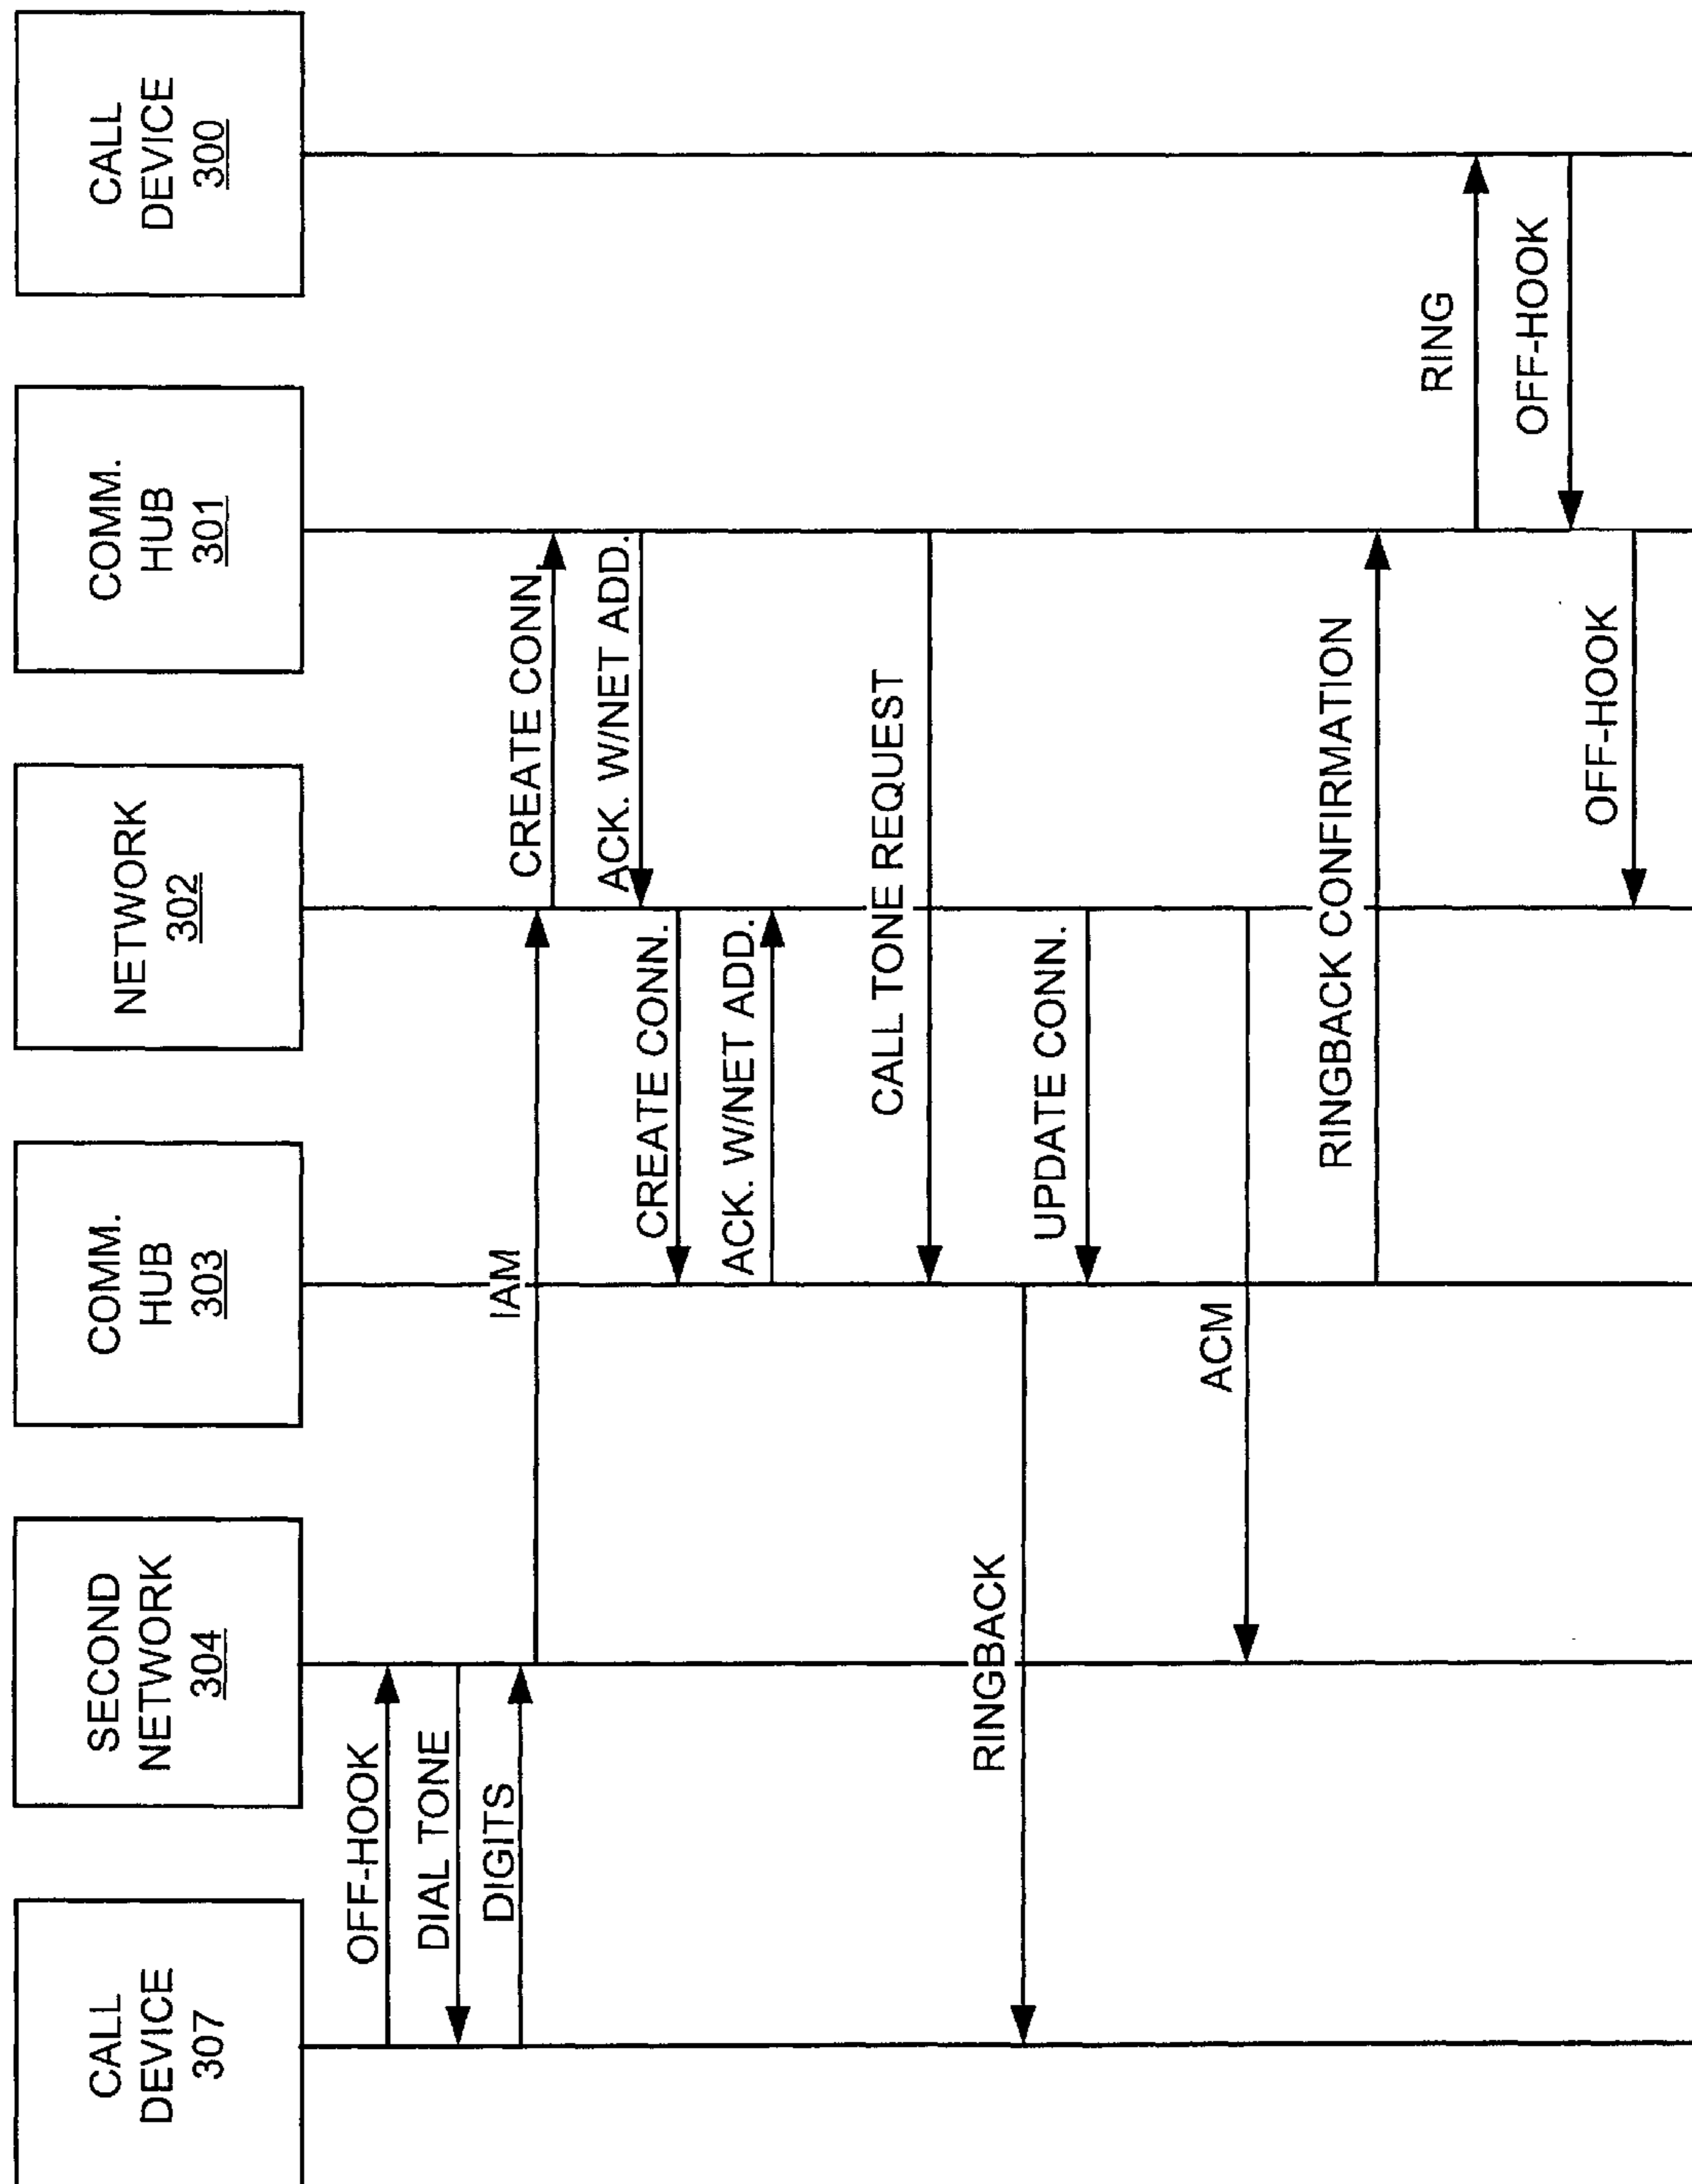 CALL
DEVICE
307
SECOND
NETWORK
304
COMM.
HUB
303
NETWORK
302
COMM.
HUB
301
CALL
DEVICE
300
OFF-HOOK
DIAL TONE
DIGITS
IAM
CREATE CONN.
ACK. W/NET ADD.
CREATE CONN.
ACK. W/NET ADD.
CALL TONE REQUEST
RINGBACK
UPDATE CONN.
ACM
RINGBACK CONFIRMATION
RING
OFF-HOOK
OFF-HOOK